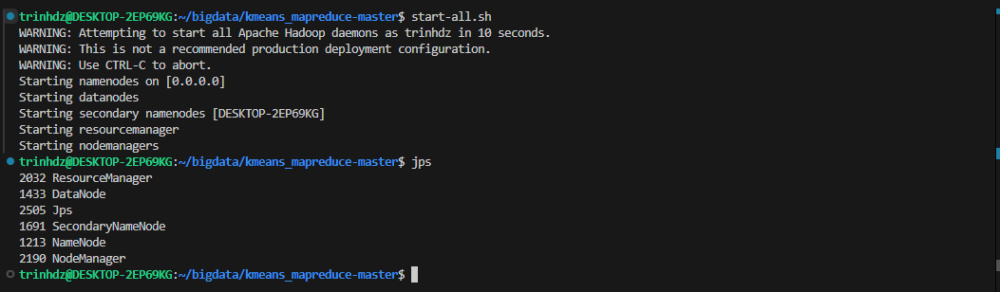 trinhdz@DESKTOP-2EP69KG:~/bigdata/kmeans_mapreduce-master$ start-all.sh
WARNING: Attempting to start all Apache Hadoop daemons as trinhdz in 10 seconds.
WARNING: This is not a recommended production deployment configuration.
WARNING: Use CTRL-C to abort.
Starting namenodes on [0.0.0.0]
Starting datanodes
Starting secondary namenodes [DESKTOP-2EP69KG]
Starting resourcemanager
Starting nodemanagers
trinhdz@DESKTOP-2EP69KG:~/bigdata/kmeans_mapreduce-master$ jps
2032 ResourceManager
1433 DataNode
2505 Jps
1691 SecondaryNameNode
1213 NameNode
2190 NodeManager
trinhdz@DESKTOP-2EP69KG:~/bigdata/kmeans_mapreduce-master$